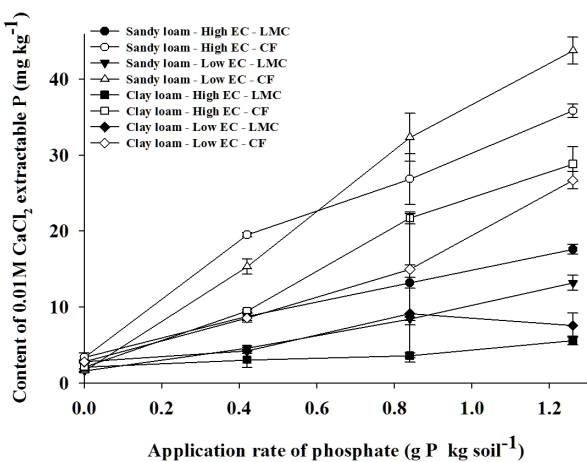 Content of 0.01M CaCl2 extractable P (mg kg-1)
Sandy loam - High EC - LMC
Sandy loam - High EC - CF
Sandy loam - Low EC - LMC
Sandy loam - Low EC - CF
Clay loam - High EC - LMC
Clay loam - High EC - CF
Clay loam - Low EC - LMC
Clay loam - Low EC - CF
40
30
20
10
0
0.0 0.2 0.4 0.6 0.8 1.0 1.2
Application rate of phosphate (g P kg soil-1)